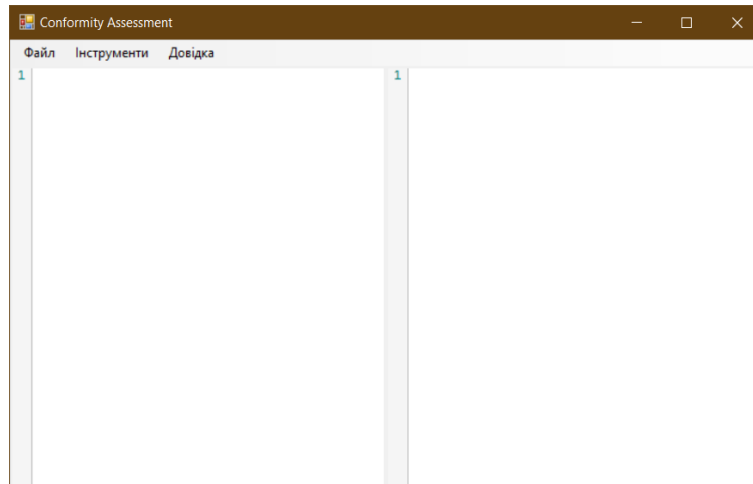 Conformity Assessment
Файл Інструменти Довідка
1 1